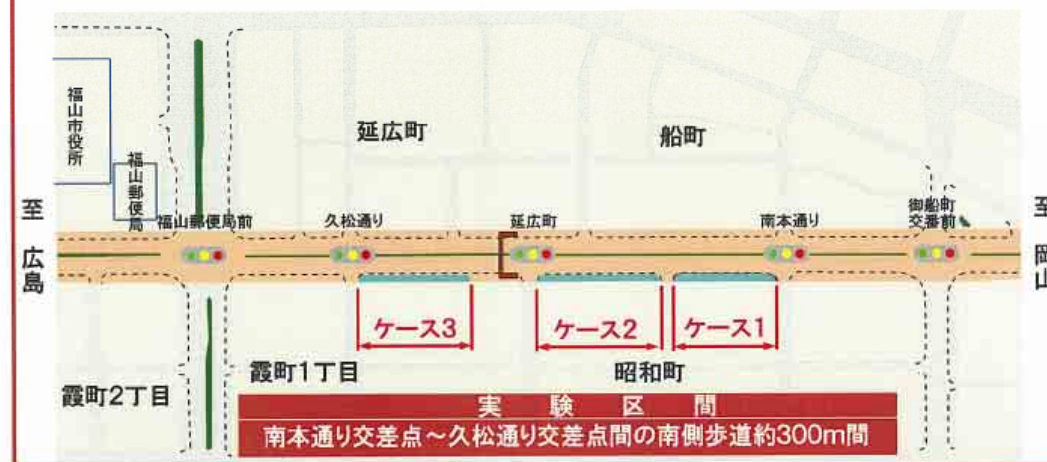 延広町
船町
福山市役所
福山郵便局
至 広島
福山郵便局前
久松通り
延広町
南本通り
御船町
交番前
至 岡山
ケース3
ケース2
ケース1
霞町2丁目
霞町1丁目
昭和町
実験区間
南本通り交差点～久松通り交差点間の南側歩道約300m間